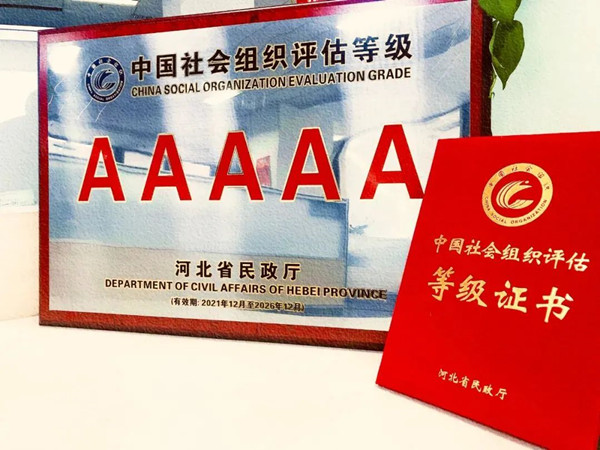 中国社会组织评估等级
CHINA SOCIAL ORGANIZATION EVALUATION GRADE
AAAAA
河北省民政厅
DEPARTMENT OF CIVIL AFFAIRS OF HEBEI PROVINCE
(有效期: 2021年12月至2026年12月)
CHINA SOCIAL ORGANIZATION
中国社会组织评估
等级证书
河北省民政厅